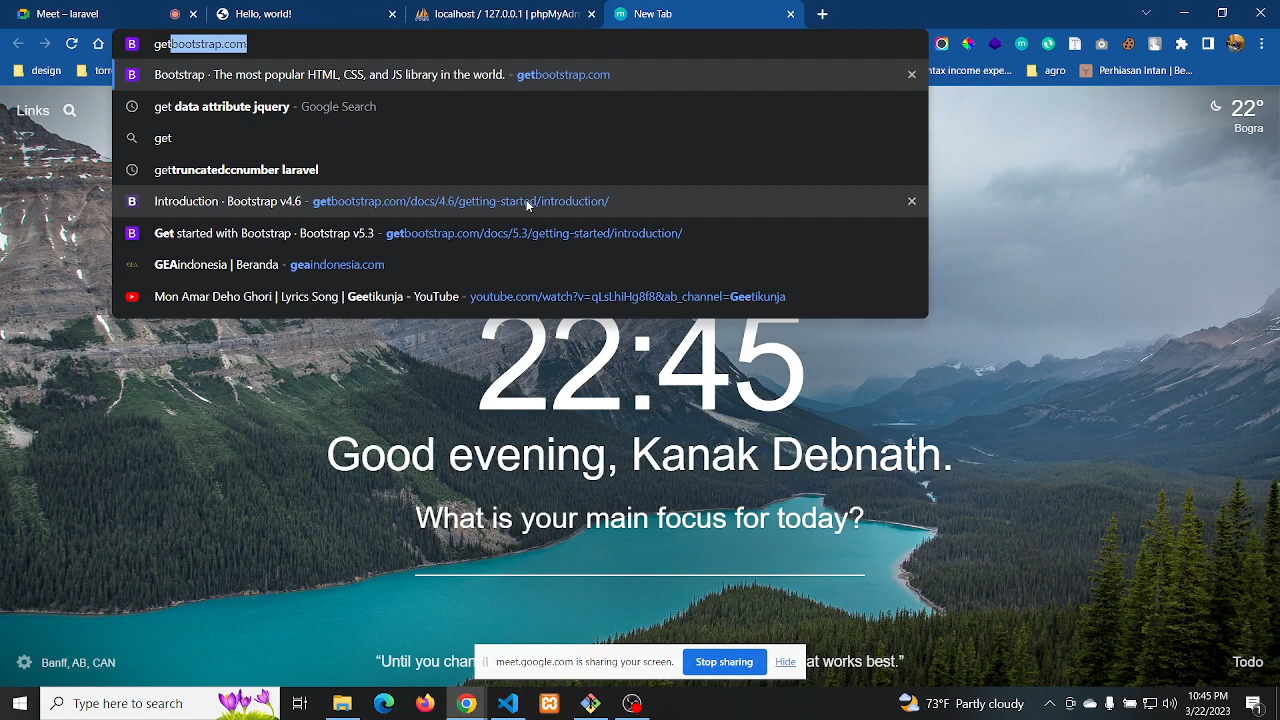 Meet – laravel
Hello, world!
localhost / 127.0.0.1 | phpMyAdm
New Tab
getbootstrap.com
design
torr
ntax income expe...
agro
Perhiasan Intan | Be...
Bootstrap · The most popular HTML, CSS, and JS library in the world. - getbootstrap.com
get data attribute jquery - Google Search
get
gettruncatedccnumber laravel
Introduction · Bootstrap v4.6 - getbootstrap.com/docs/4.6/getting-started/introduction/
Get started with Bootstrap · Bootstrap v5.3 - getbootstrap.com/docs/5.3/getting-started/introduction/
GEAindonesia | Beranda - geaindonesia.com
Mon Amar Deho Ghori | Lyrics Song | Geetikunja - YouTube - youtube.com/watch?v=qLsLhiHg8f8&ab_channel=Geetikunja
Links
22°
Bogra
22:45
Good evening, Kanak Debnath.
What is your main focus for today?
Banff, AB, CAN
“Until you chan
at works best.”
Todo
meet.google.com is sharing your screen.
Stop sharing
Hide
Type here to search
73°F Partly cloudy
10:45 PM
3/22/2023